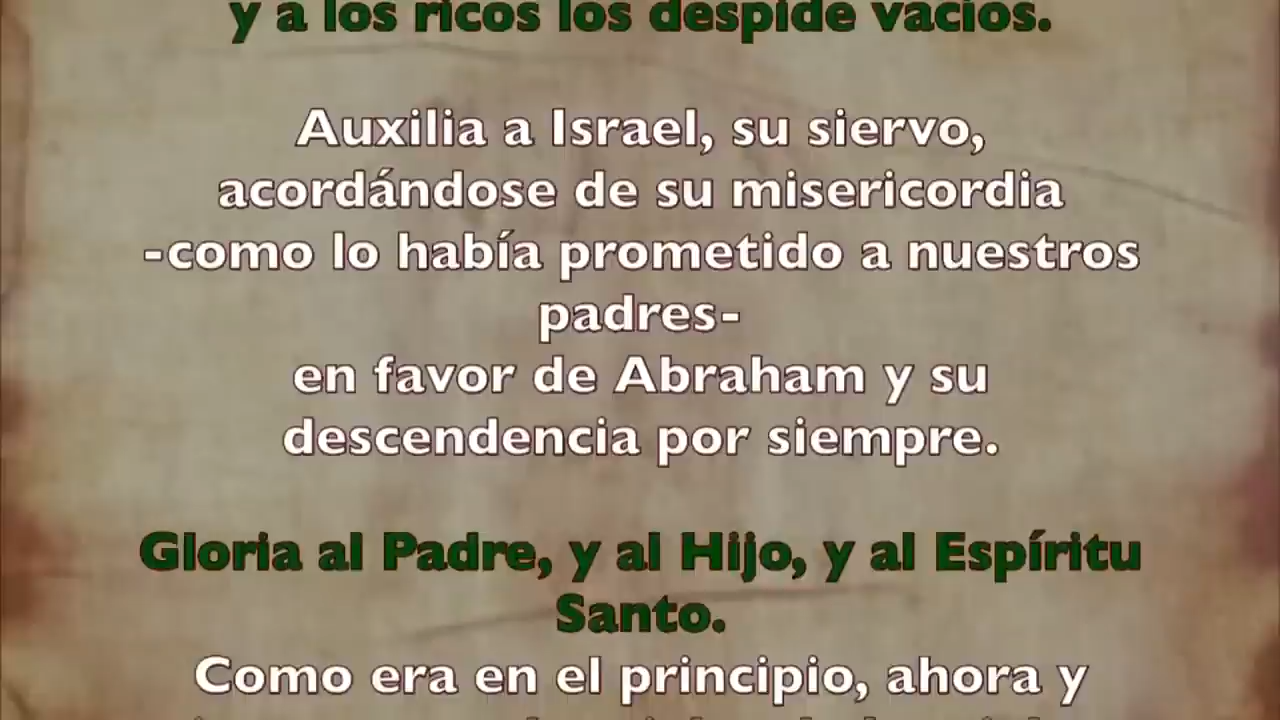 y a los ricos los despide vacíos.
Auxilia a Israel, su siervo,
acordándose de su misericordia
-como lo había prometido a nuestros
padres-
en favor de Abraham y su
descendencia por siempre.
Gloria al Padre, y al Hijo, y al Espíritu
Santo.
Como era en el principio, ahora y